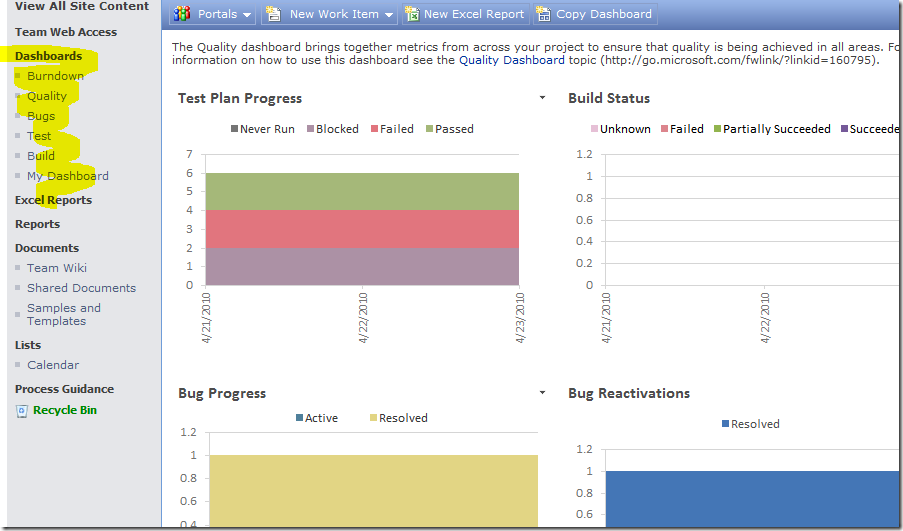 View All Site Content
Team Web Access
Dashboards
Burndown
Quality
Bugs
Test
Build
My Dashboard
Excel Reports
Reports
Documents
Team Wiki
Shared Documents
Samples and
Templates
Lists
Calendar
Process Guidance
Recycle Bin
Portals New Work Item New Excel Report Copy Dashboard
The Quality dashboard brings together metrics from across your project to ensure that quality is being achieved in all areas. Fo
information on how to use this dashboard see the Quality Dashboard topic (http://go.microsoft.com/fwlink/?linkid=160795).
Test Plan Progress
Never Run Blocked Failed Passed
7
6
5
4
3
2
1
0
4/21/2010
4/22/2010
4/23/2010
Build Status
Unknown Failed Partially Succeeded Succeede
1.2
1
0.8
0.6
0.4
0.2
0
4/21/2010
4/22/2010
Bug Progress
Active Resolved
1.2
1
0.8
0.6
0.4
Bug Reactivations
Resolved
1.2
1
0.8
0.6